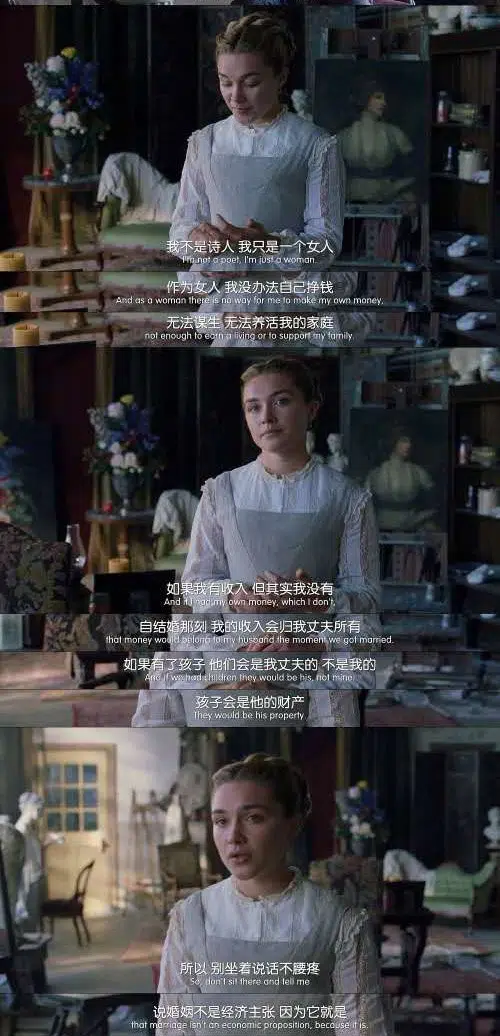 我不是诗人 我只是一个女人
I'm not a poet, I'm just a woman.
作为女人 我没办法自己挣钱
And as a woman there is no way for me to make my own money,
无法谋生 无法养活我的家庭
not enough to earn a living or to support my family.
如果我有收入 但其实我没有
And if I had my own money, which I don't,
自结婚那刻 我的收入会归我丈夫所有
that money would belong to my husband the moment we got married.
如果有了孩子 他们会是我丈夫的 不是我的
And if we had children they would be his, not mine.
孩子会是他的财产
They would be his property
所以 别坐着说话不腰疼
So, don't sit there and tell me
说婚姻不是经济主张 因为它就是
that marriage isn't an economic proposition, because it is.